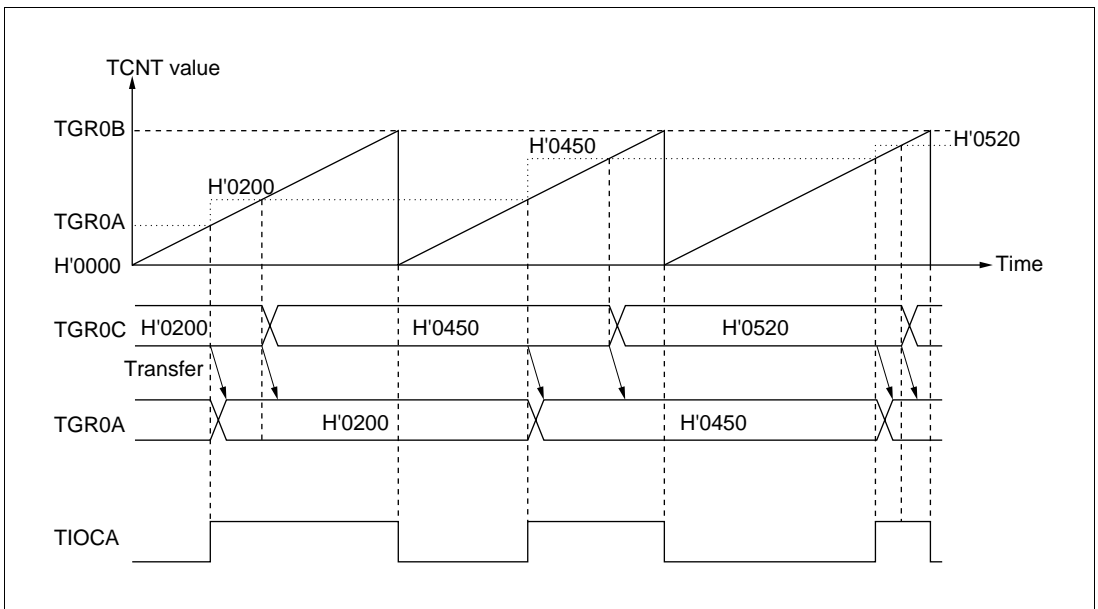 TCNT value
TGR0B
H'0450
H'0520
H'0200
TGR0A
H'0000
Time
TGR0C
H'0200
H'0450
H'0520
Transfer
TGR0A
H'0200
H'0450
TIOCA